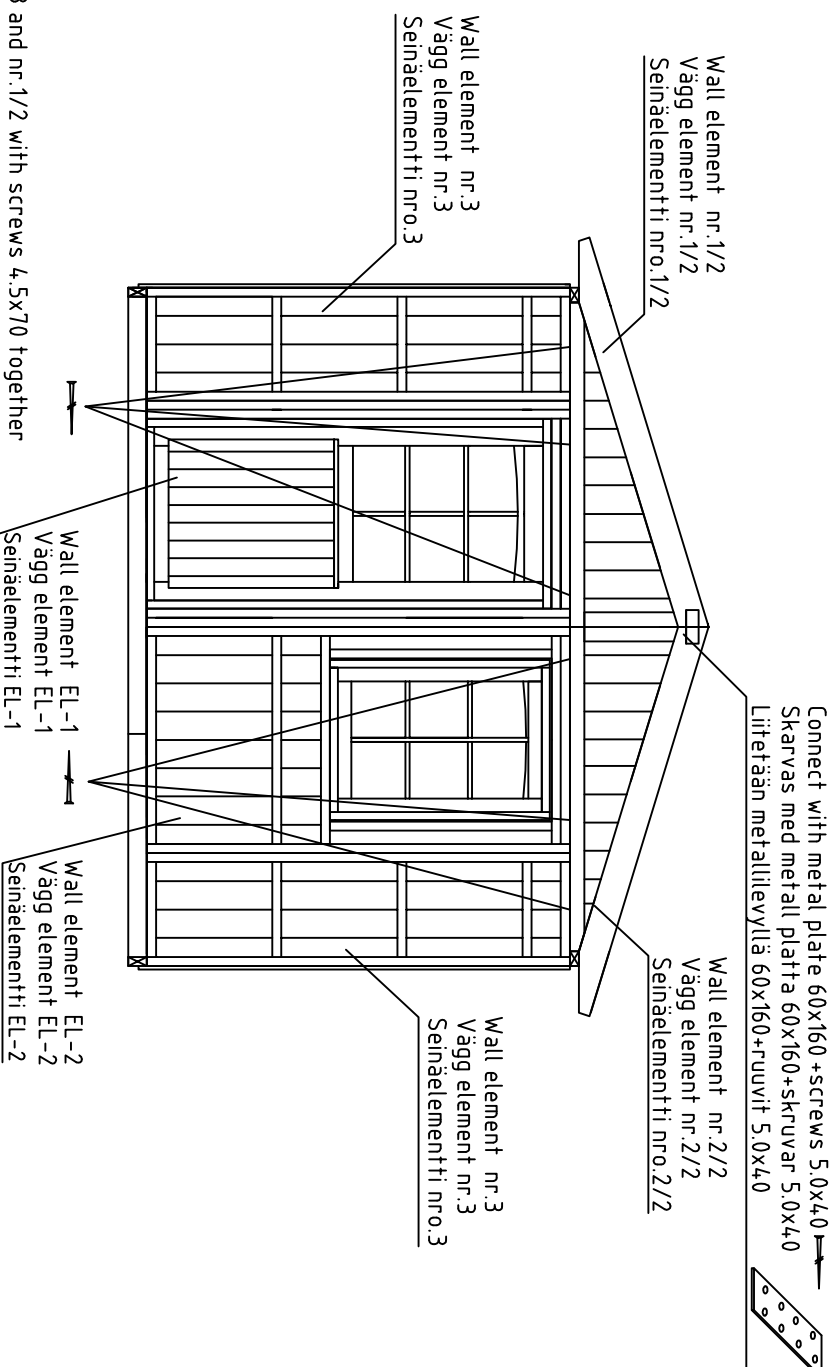 Connect with metal plate 60x160 +screws 5.0x40
Skarvas med metall platta 60x160+skruvar 5.0x40
Liitetään metallilevyllä 60x160+ruuvit 5.0x40
Wall element nr.1/2
Vägg element nr.1/2
Seinäelementti nro.1/2
Wall element nr.2/2
Vägg element nr.2/2
Seinäelementti nro.2/2
Wall element nr.3
Vägg element nr.3
Seinäelementti nro.3
Wall element nr.3
Vägg element nr.3
Seinäelementti nro.3
Wall element EL-1
Vägg element EL-1
Seinäelementti EL-1
Wall element EL-2
Vägg element EL-2
Seinäelementti EL-2
and nr.1/2 with screws 4.5x70 together